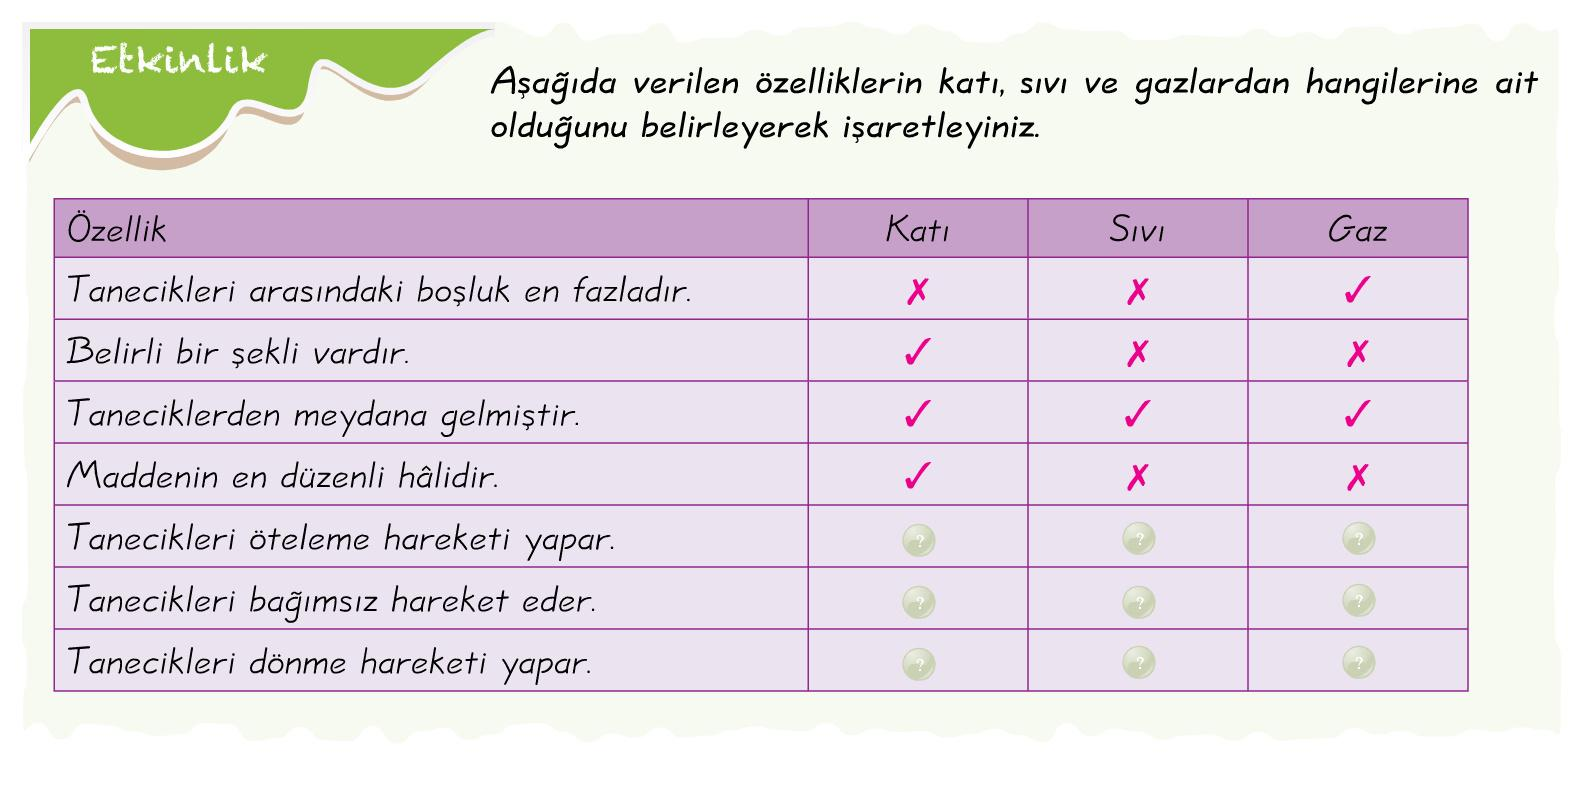 Etkinlik
Aşağıda verilen özelliklerin katı, sıvı ve gazlardan hangilerine ait
olduğunu belirleyerek işaretleyiniz.
Özellik Katı Sıvı Gaz
Tanecikleri arasındaki boşluk en fazladır. ✗ ✗ ✓
Belirli bir şekli vardır. ✓ ✗ ✗
Taneciklerden meydana gelmiştir. ✓ ✓ ✓
Maddenin en düzenli hâlidir. ✓ ✗ ✗
Tanecikleri öteleme hareketi yapar. ? ? ?
Tanecikleri bağımsız hareket eder. ? ? ?
Tanecikleri dönme hareketi yapar. ? ? ?